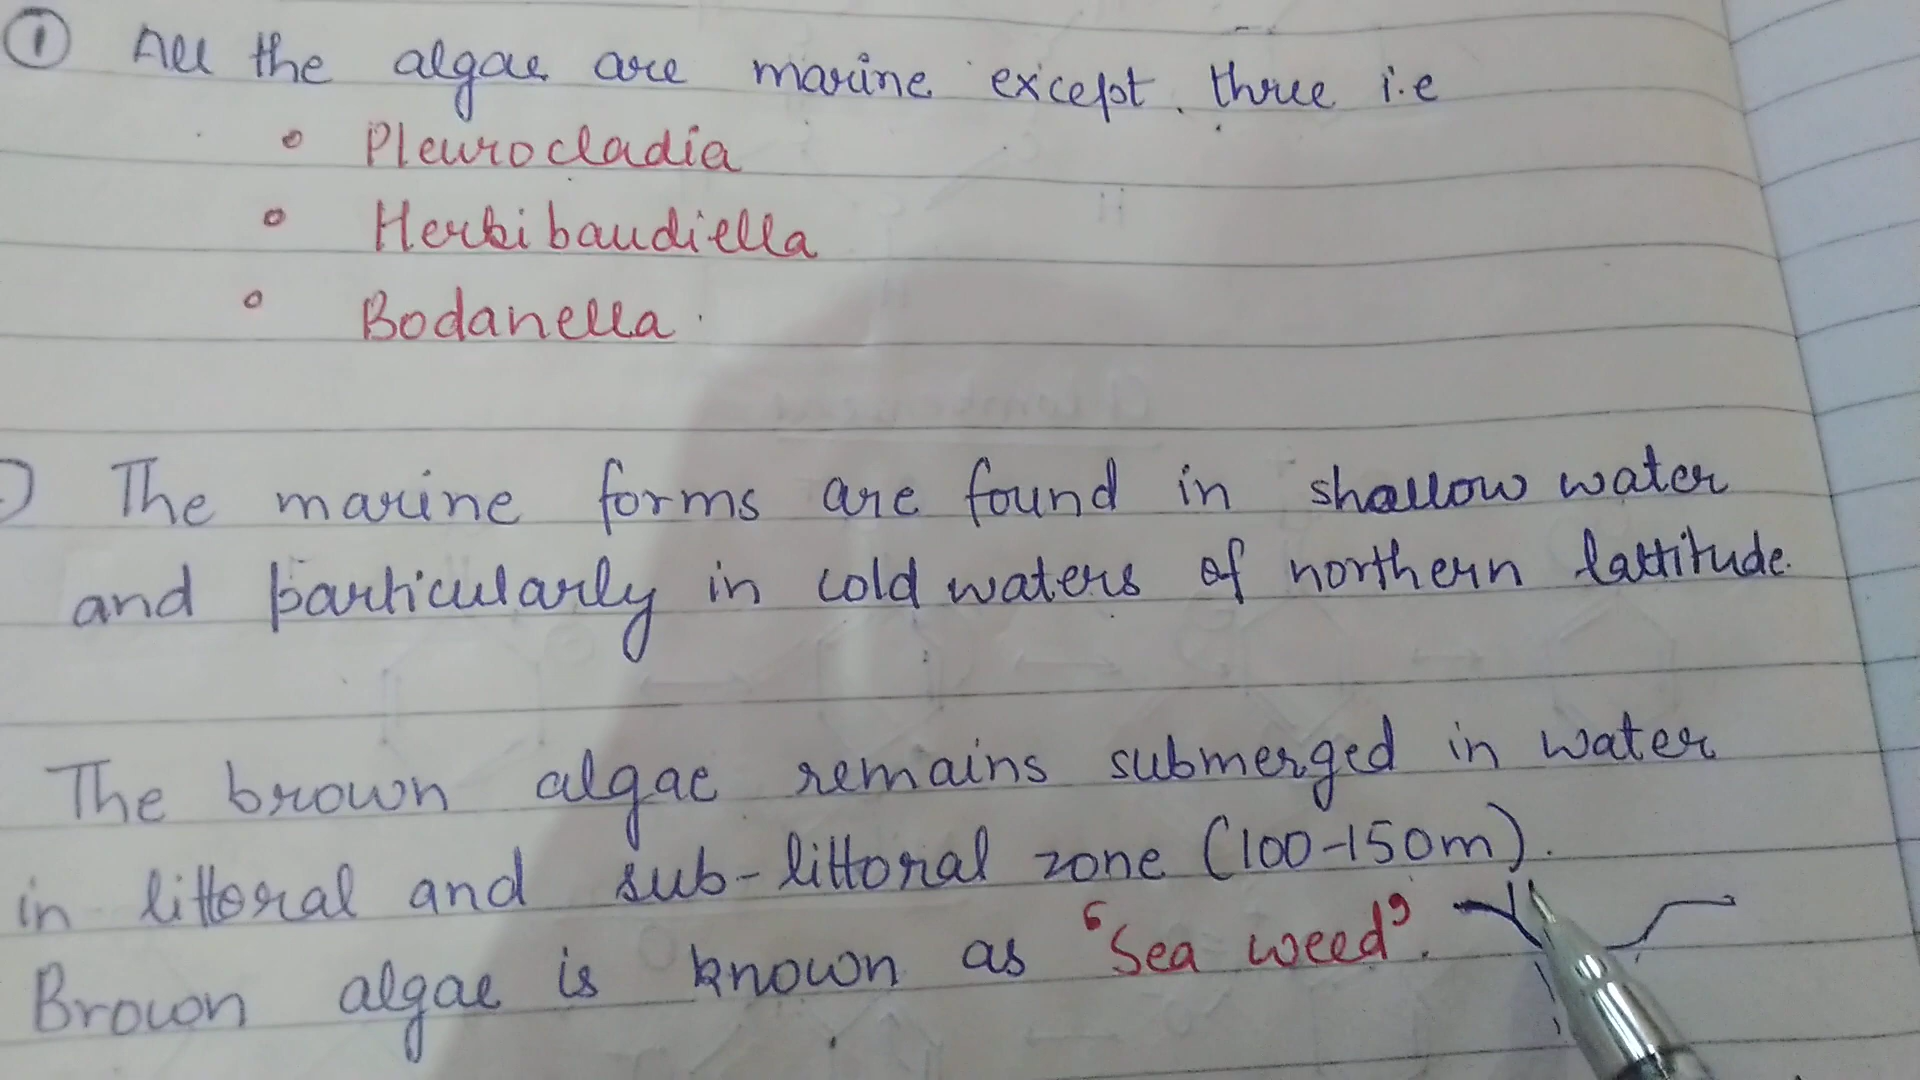 ① All the algae are marine except three i.e
Pleurocladia
Herbi baudiella
Bodanella
The marine forms are found in shallow water
and particularly in cold waters of northern lattitude.
The brown algae remains submerged in water
in littoral and sub-littoral zone (100-150m).
Brown algae is known as 'Sea weed'.